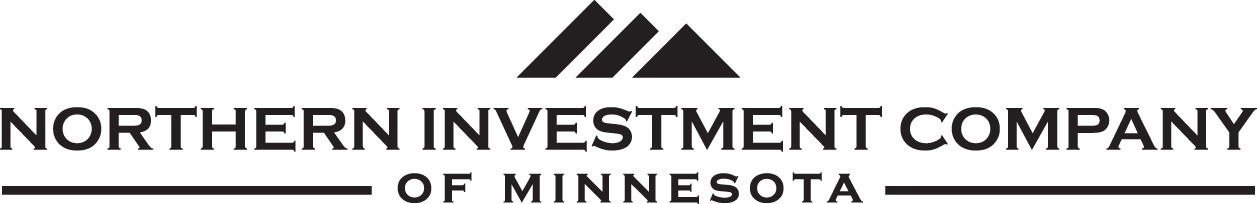 NORTHERN INVESTMENT COMPANY
OF MINNESOTA